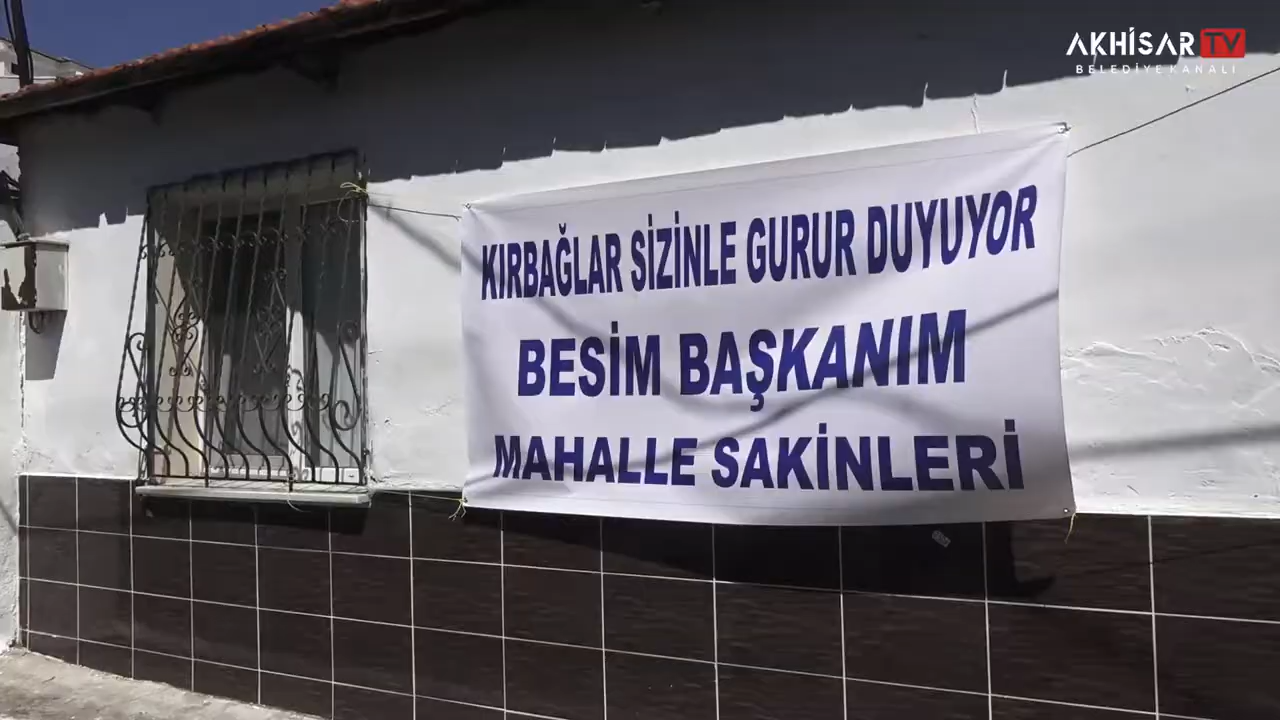 AKHİSAR TV
BELEDİYE KANALI
KIRBAĞLAR SİZİNLE GURUR DUYUYOR
BESİM BAŞKANIM
MAHALLE SAKİNLERİ